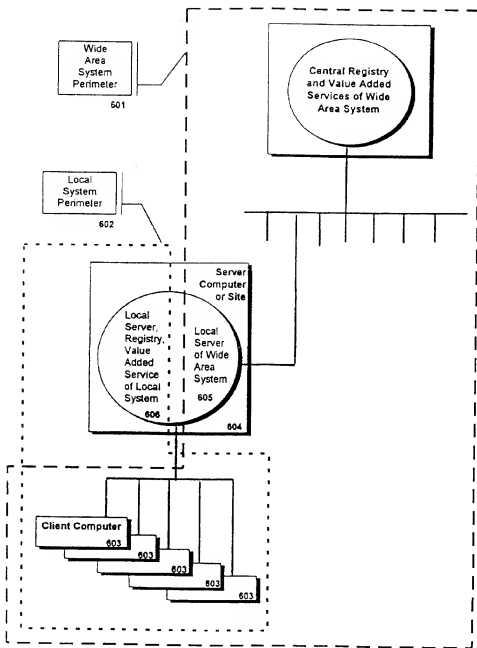 Wide
Area
System
Perimeter
601
Central Registry
and Value Added
Services of Wide
Area System
Local
System
Perimeter
602
Server
Computer
or Site
Local
Server,
Registry,
Value
Added
Service
of Local
System
606
Local
Server
of Wide
Area
System
605
604
Client Computer
603
603
603
603
603